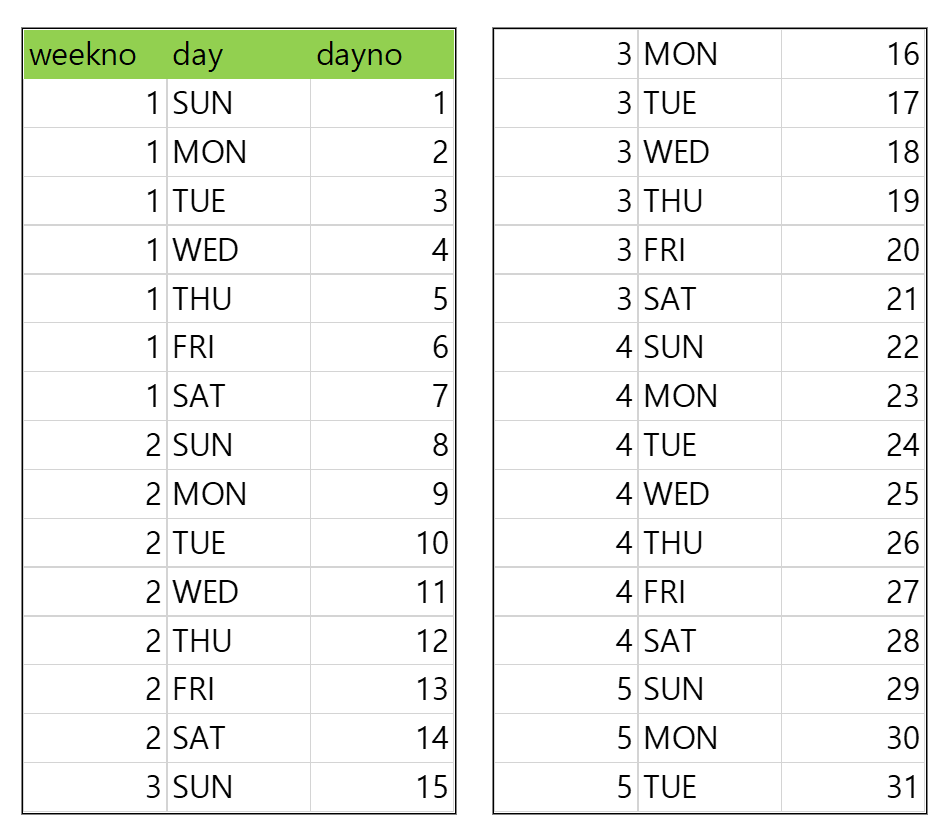 weekno day dayno
1 SUN 1
1 MON 2
1 TUE 3
1 WED 4
1 THU 5
1 FRI 6
1 SAT 7
2 SUN 8
2 MON 9
2 TUE 10
2 WED 11
2 THU 12
2 FRI 13
2 SAT 14
3 SUN 15
3 MON 16
3 TUE 17
3 WED 18
3 THU 19
3 FRI 20
3 SAT 21
4 SUN 22
4 MON 23
4 TUE 24
4 WED 25
4 THU 26
4 FRI 27
4 SAT 28
5 SUN 29
5 MON 30
5 TUE 31